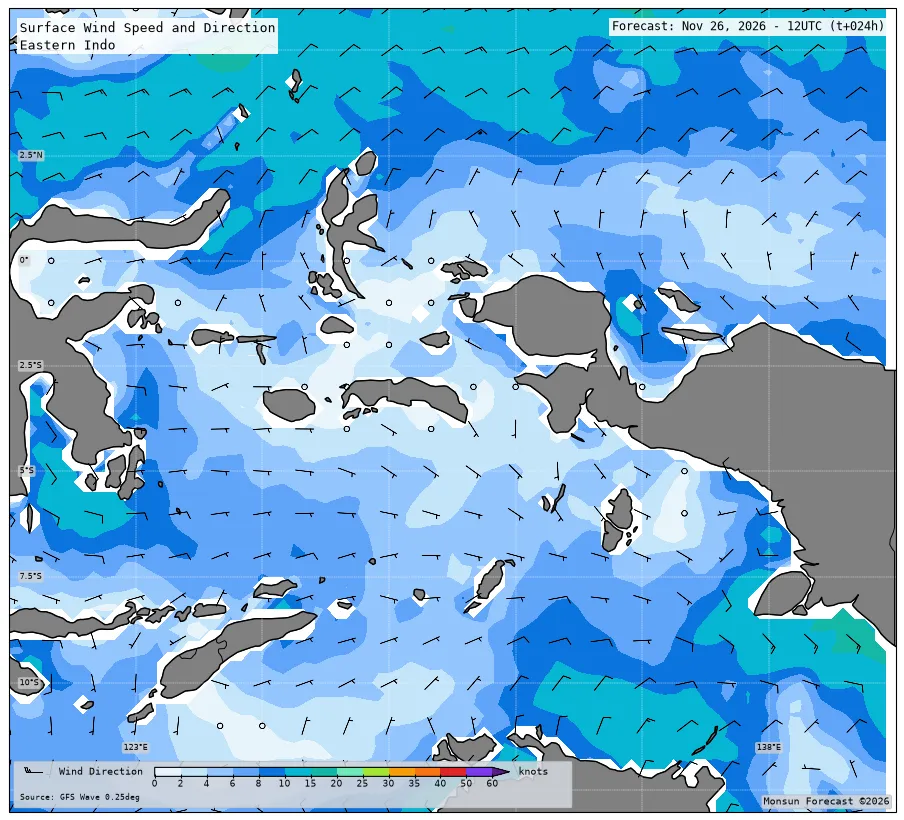 Surface Wind Speed and Direction
Eastern Indo
Forecast: Nov 26, 2026 - 12UTC (t+024h)
2.5°N
0°
2.5°S
5°S
7.5°S
10°S
123°E
138°E
Wind Direction
knots
0 2 4 6 8 10 15 20 25 30 35 40 50 60
Source: GFS Wave 0.25deg
Monsun Forecast ©2026